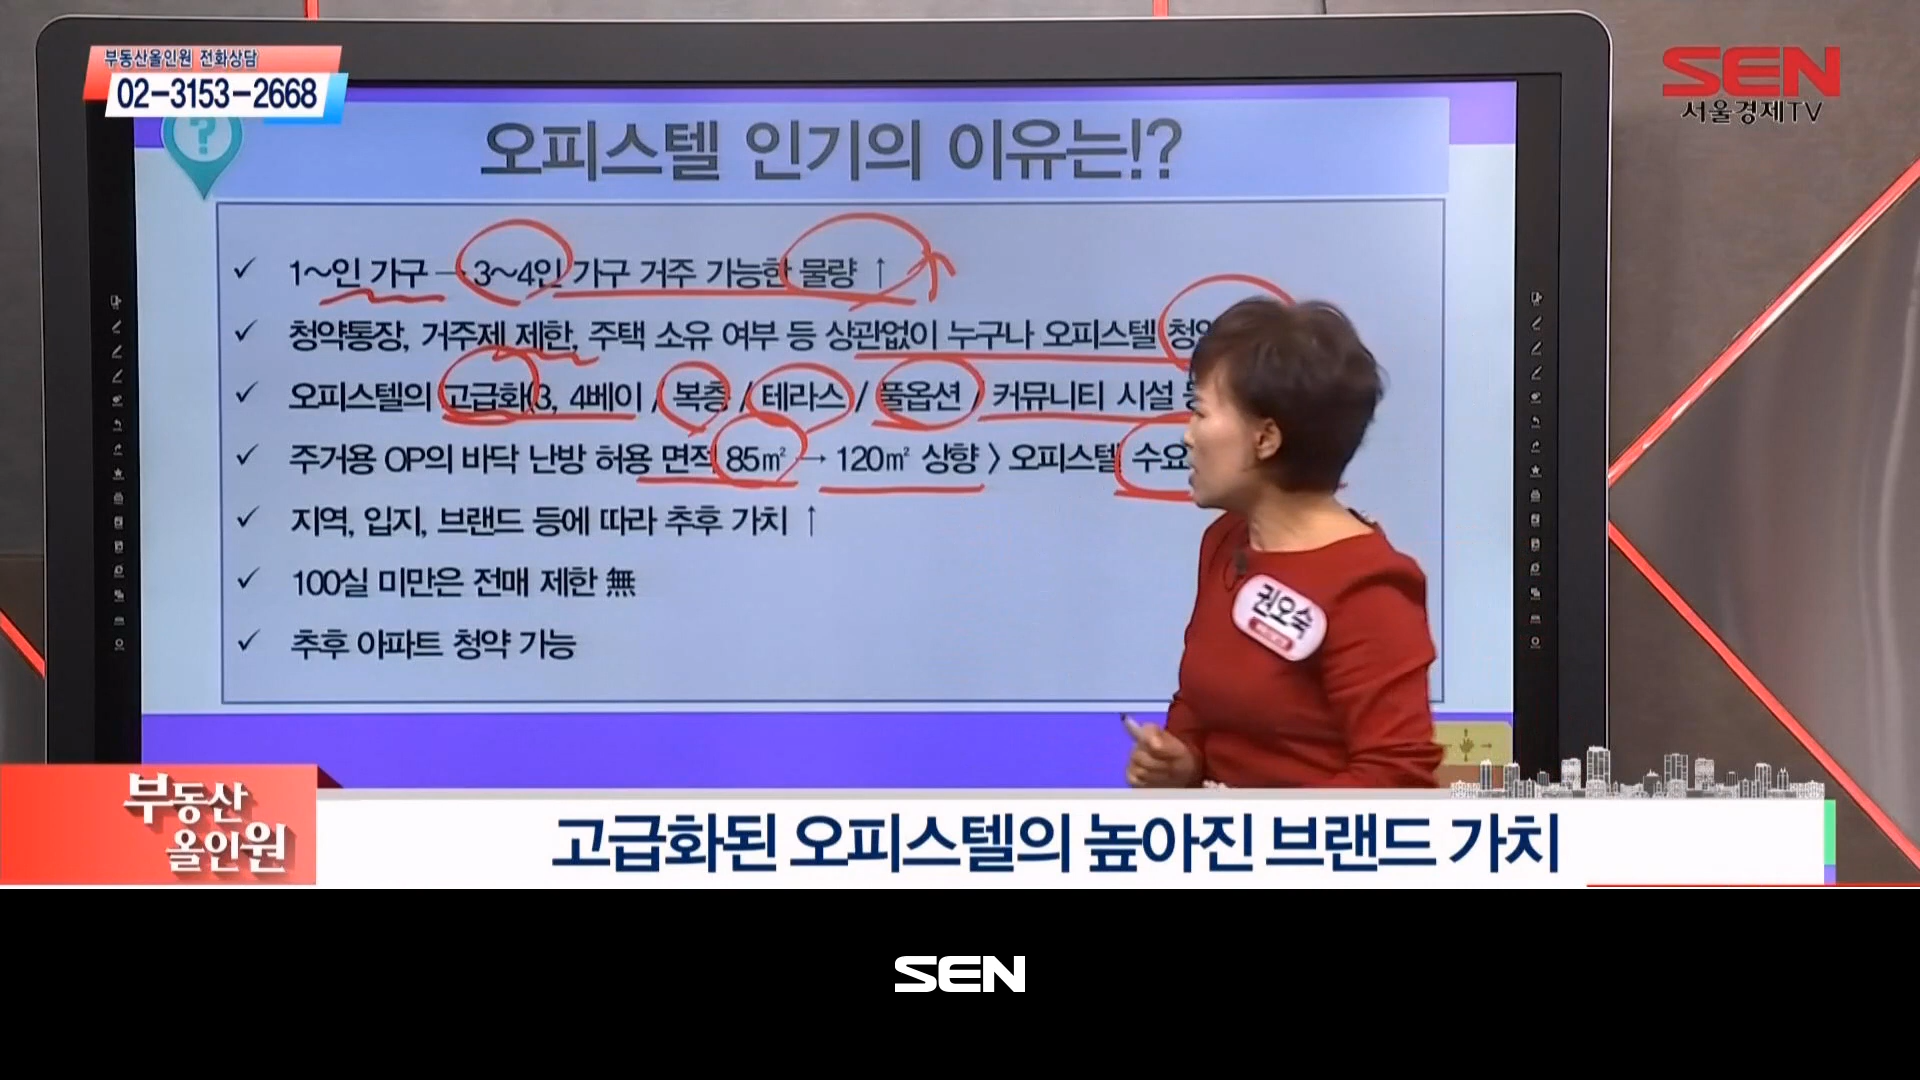 부동산올인원 전화상담
02-3153-2668
SEN
서울경제TV
?
오피스텔 인기의 이유는!?
✓ 1~인 가구 → 3~4인 가구 거주 가능한 물량 ↑
✓ 청약통장, 거주제 제한, 주택 소유 여부 등 상관없이 누구나 오피스텔
✓ 오피스텔의 고급화(3, 4베이 / 복층 / 테라스 / 풀옵션 / 커뮤니티 시설
✓ 주거용 OP의 바닥 난방 허용 면적 85㎡ → 120㎡ 상향 > 오피스텔 수요
✓ 지역, 입지, 브랜드 등에 따라 추후 가치 ↑
✓ 100실 미만은 전매 제한 無
✓ 추후 아파트 청약 가능
권오숙
부동산
올인원
고급화된 오피스텔의 높아진 브랜드 가치
SEN